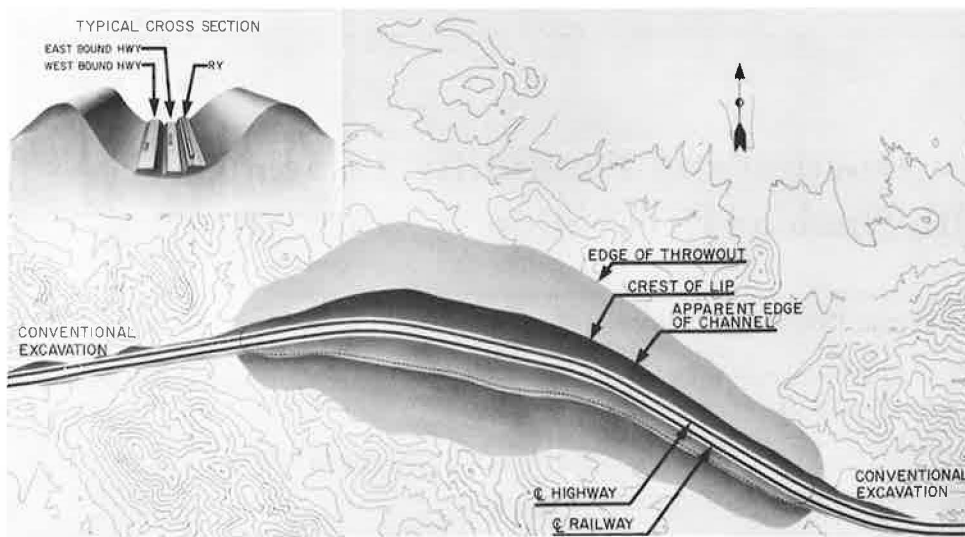 TYPICAL CROSS SECTION
EAST BOUND HWY
WEST BOUND HWY
RY
EDGE OF THROWOUT
CREST OF LIP
APPARENT EDGE
OF CHANNEL
CONVENTIONAL
EXCAVATION
CONVENTIONAL
EXCAVATION
℄ HIGHWAY
℄ RAILWAY